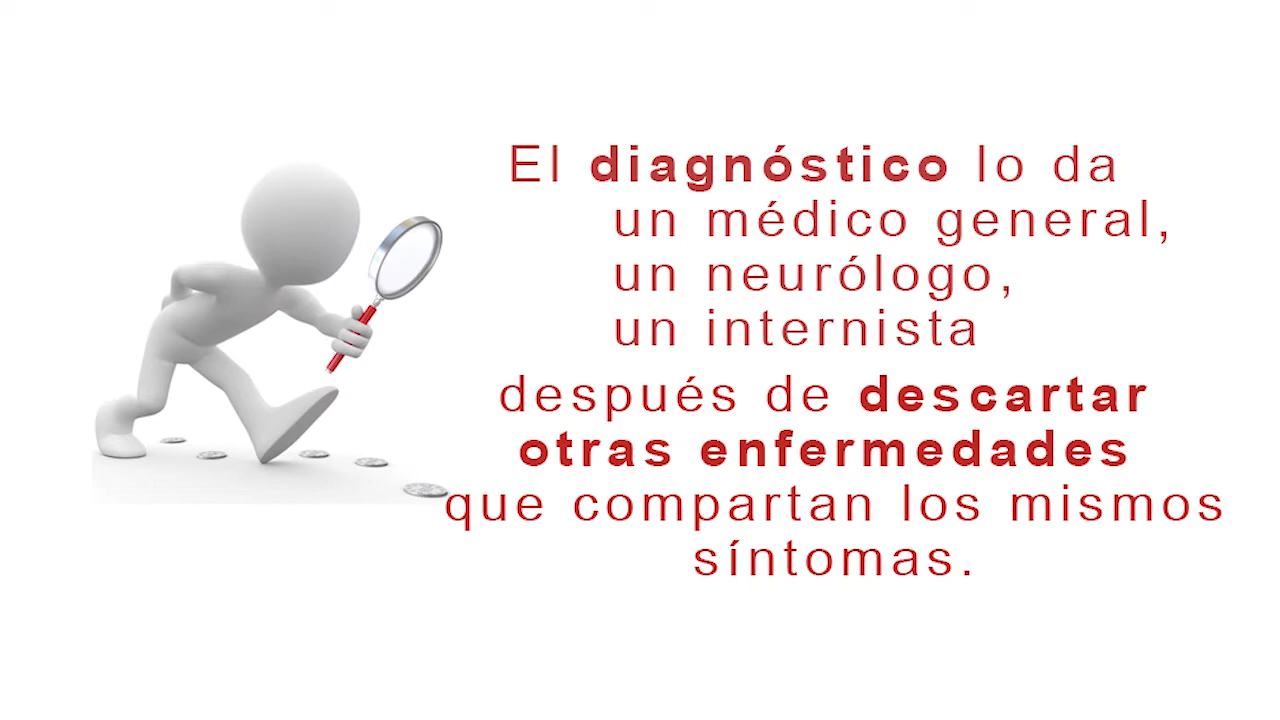 El diagnóstico lo da
un médico general,
un neurólogo,
un internista
después de descartar
otras enfermedades
que compartan los mismos
síntomas.